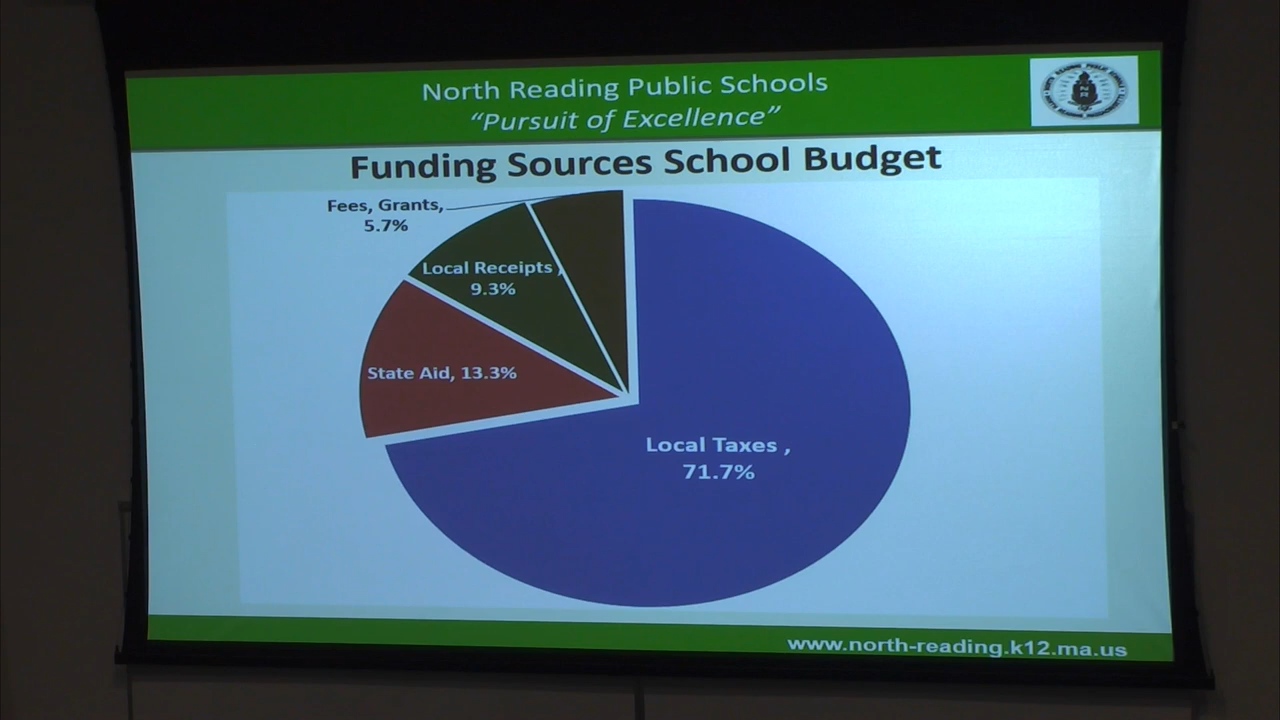 North Reading Public Schools
“Pursuit of Excellence”
Funding Sources School Budget
Fees, Grants,
5.7%
Local Receipts ,
9.3%
State Aid, 13.3%
Local Taxes ,
71.7%
www.north-reading.k12.ma.us